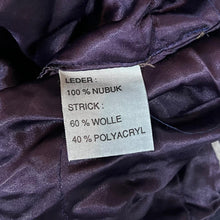 LEDER :
100 % NUBUK
STRICK :
60 % WOLLE
40 % POLYACRYL